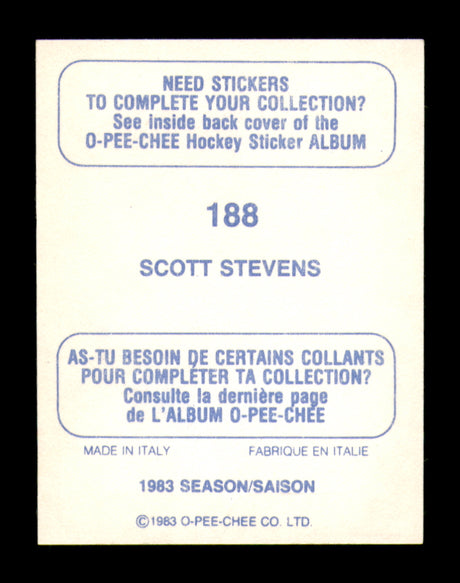 NEED STICKERS
TO COMPLETE YOUR COLLECTION?
See inside back cover of the
O-PEE-CHEE Hockey Sticker ALBUM
188
SCOTT STEVENS
AS-TU BESOIN DE CERTAINS COLLANTS
POUR COMPLÉTER TA COLLECTION?
Consulte la dernière page
de L'ALBUM O-PEE-CHEE
MADE IN ITALY FABRIQUE EN ITALIE
1983 SEASON/SAISON
©1983 O-PEE-CHEE CO. LTD.